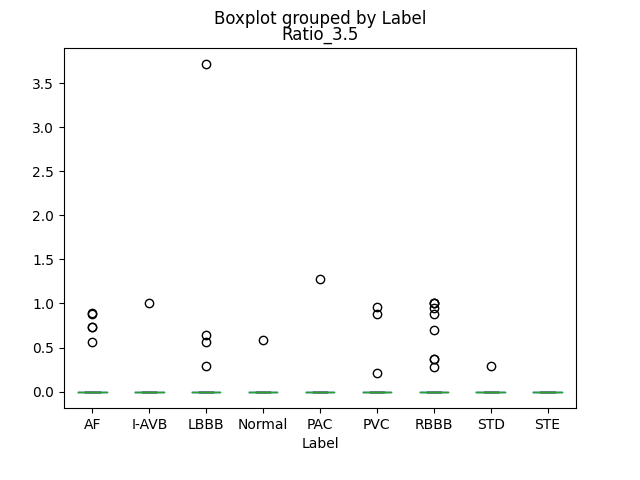 Boxplot grouped by Label
Ratio_3.5
3.5
3.0
2.5
2.0
1.5
1.0
0.5
0.0
AF I-AVB LBBB Normal PAC PVC RBBB STD STE
Label